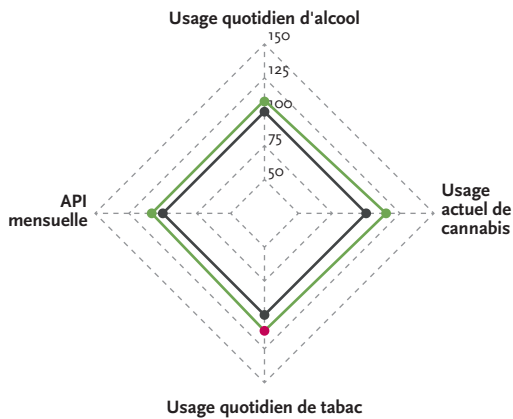 Usage quotidien d'alcool
150
125
100
75
50
API
mensuelle
Usage
actuel de
cannabis
Usage quotidien de tabac